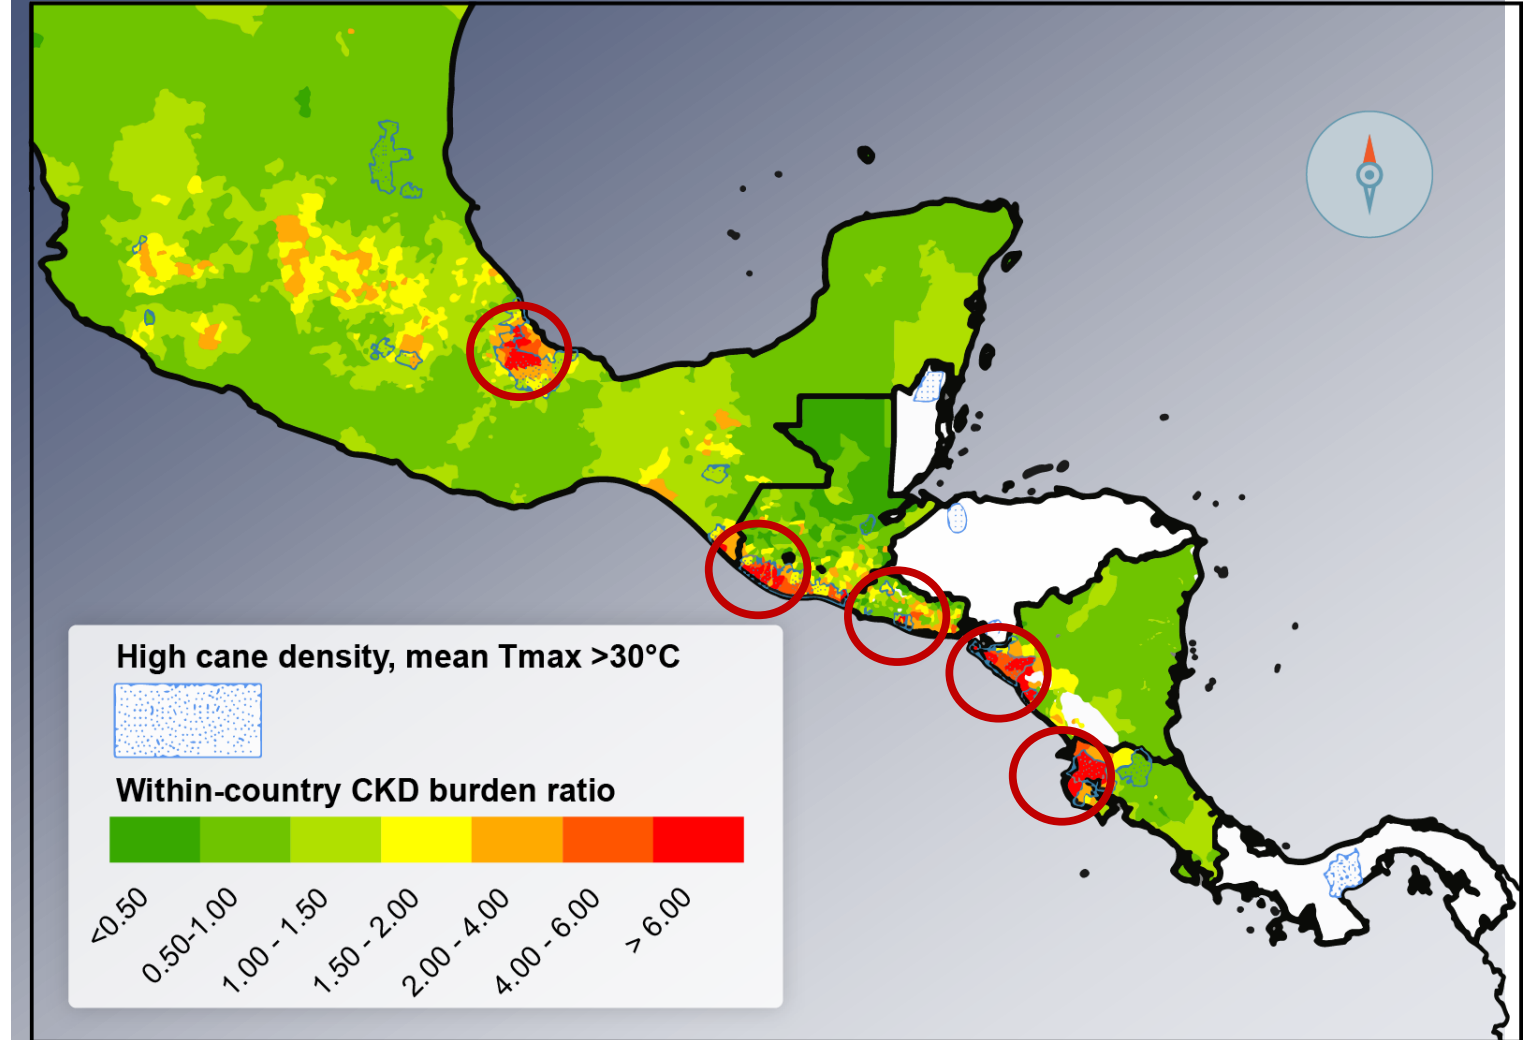 High cane density, mean Tmax >30°C
Within-country CKD burden ratio
<0.50
0.50-1.00
1.00 - 1.50
1.50 - 2.00
2.00 - 4.00
4.00 - 6.00
> 6.00